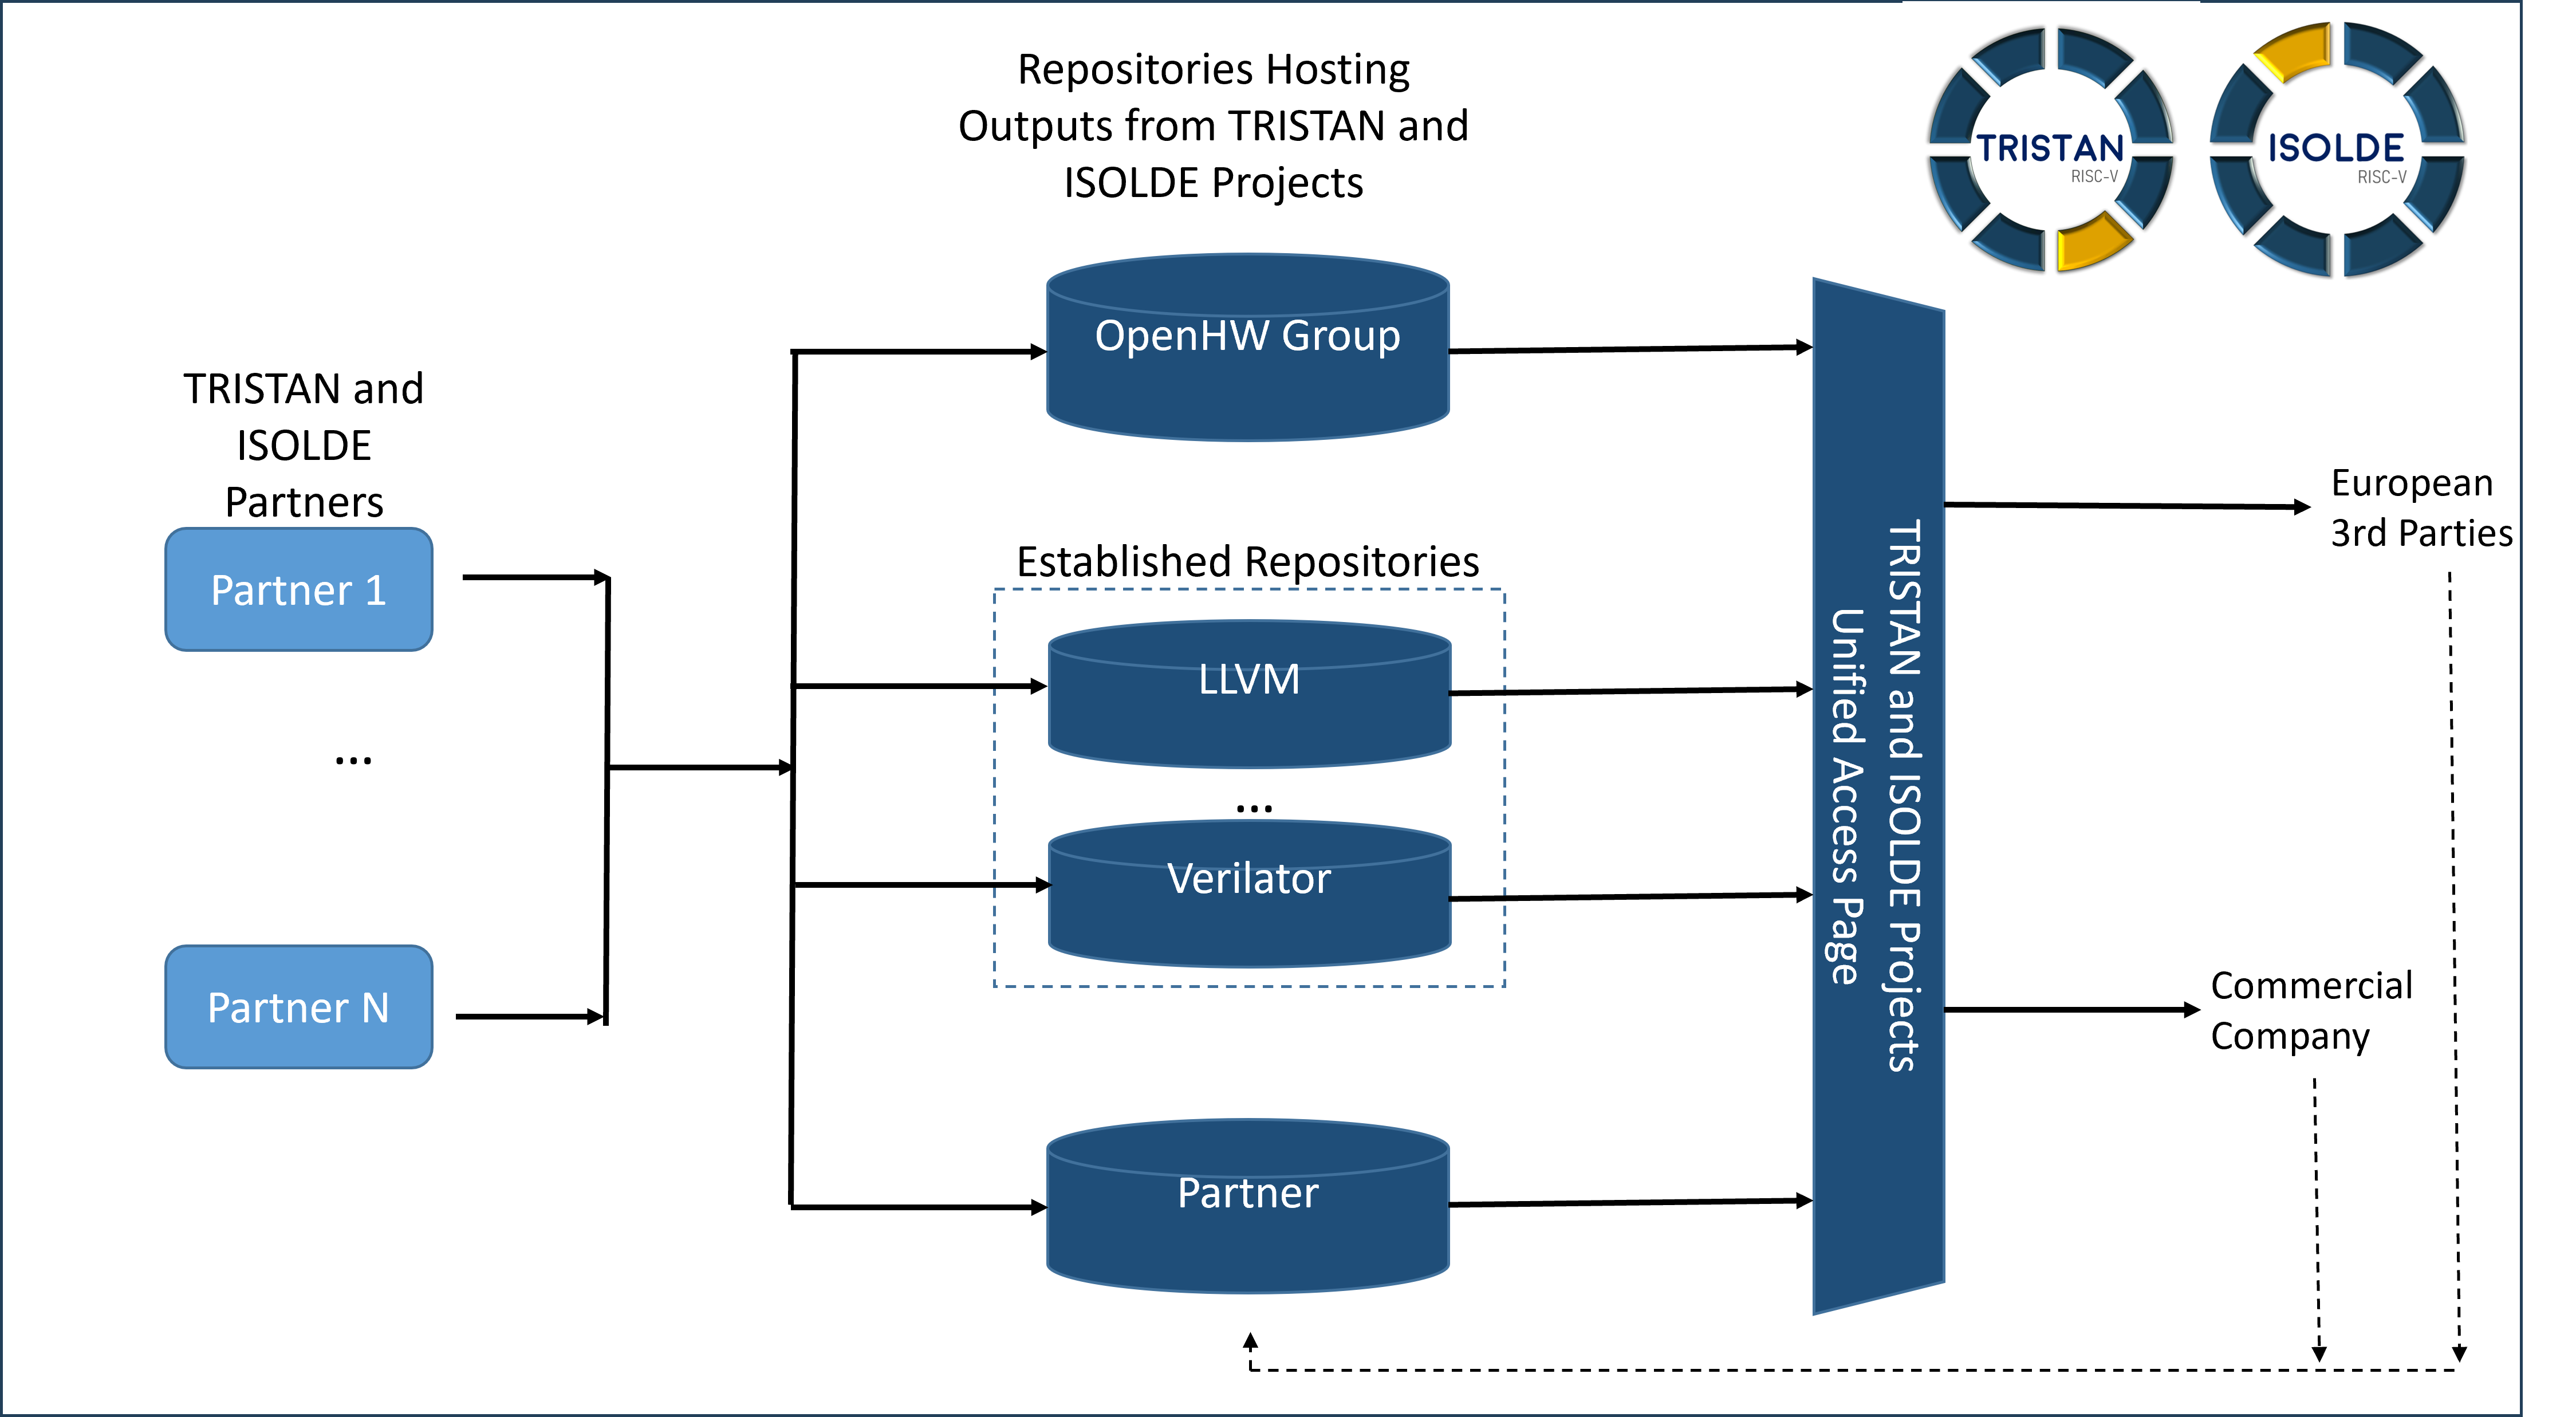 Repositories Hosting
Outputs from TRISTAN and
ISOLDE Projects
TRISTAN
RISC-V
ISOLDE
RISC-V
TRISTAN and
ISOLDE
Partners
Partner 1
...
Partner N
OpenHW Group
Established Repositories
LLVM
...
Verilator
Partner
TRISTAN and ISOLDE Projects
Unified Access Page
European
3rd Parties
Commercial
Company